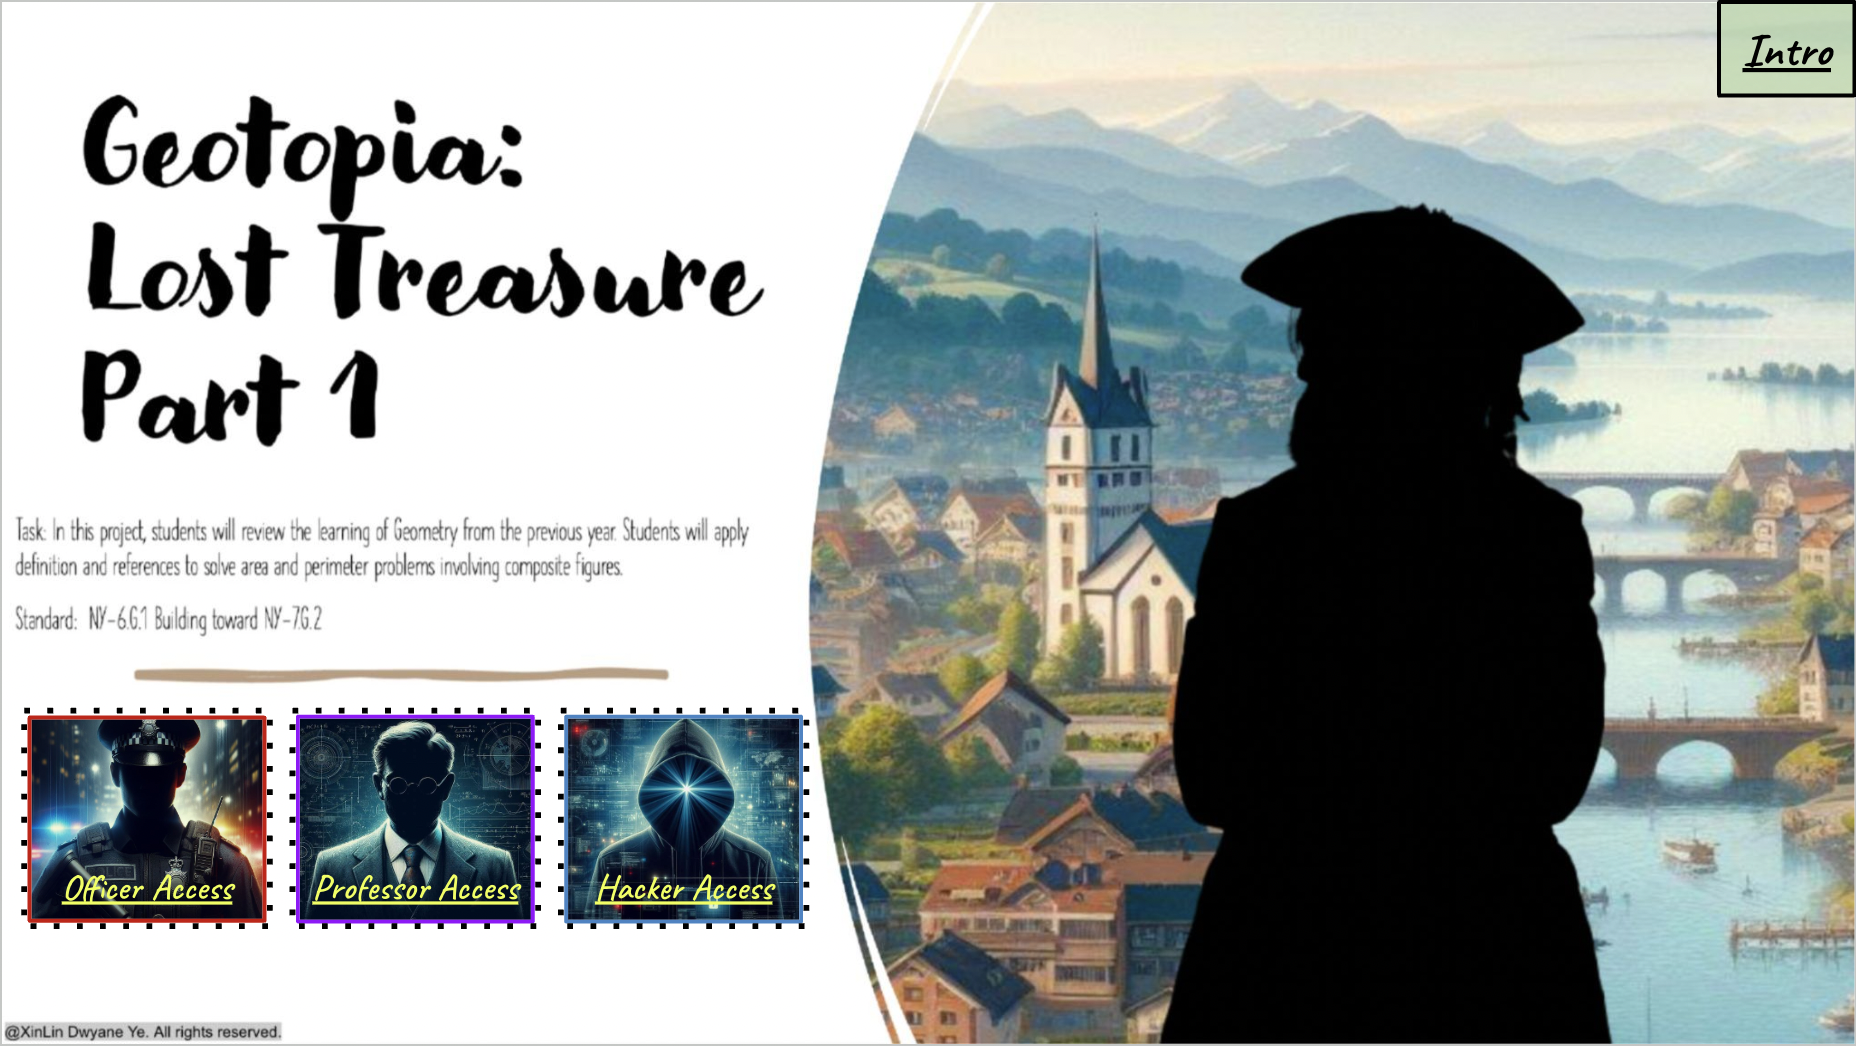 Intro
Geotopia:
Lost Treasure
Part 1
Task: In this project, students will review the learning of Geometry from the previous year. Students will apply
definition and references to solve area and perimeter problems involving composite figures.
Standard: NY-6.G.1 Building toward NY-7.G.2
Officer Access
Professor Access
Hacker Access
@XinLin Dwyane Ye. All rights reserved.